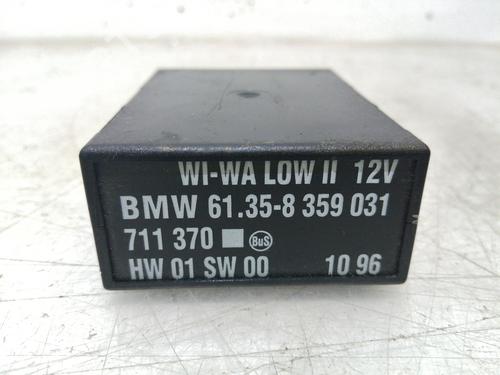 WI-WA LOW II 12V
BMW 61.35-8 359 031
711 370 BuS
HW 01 SW 00 10 96